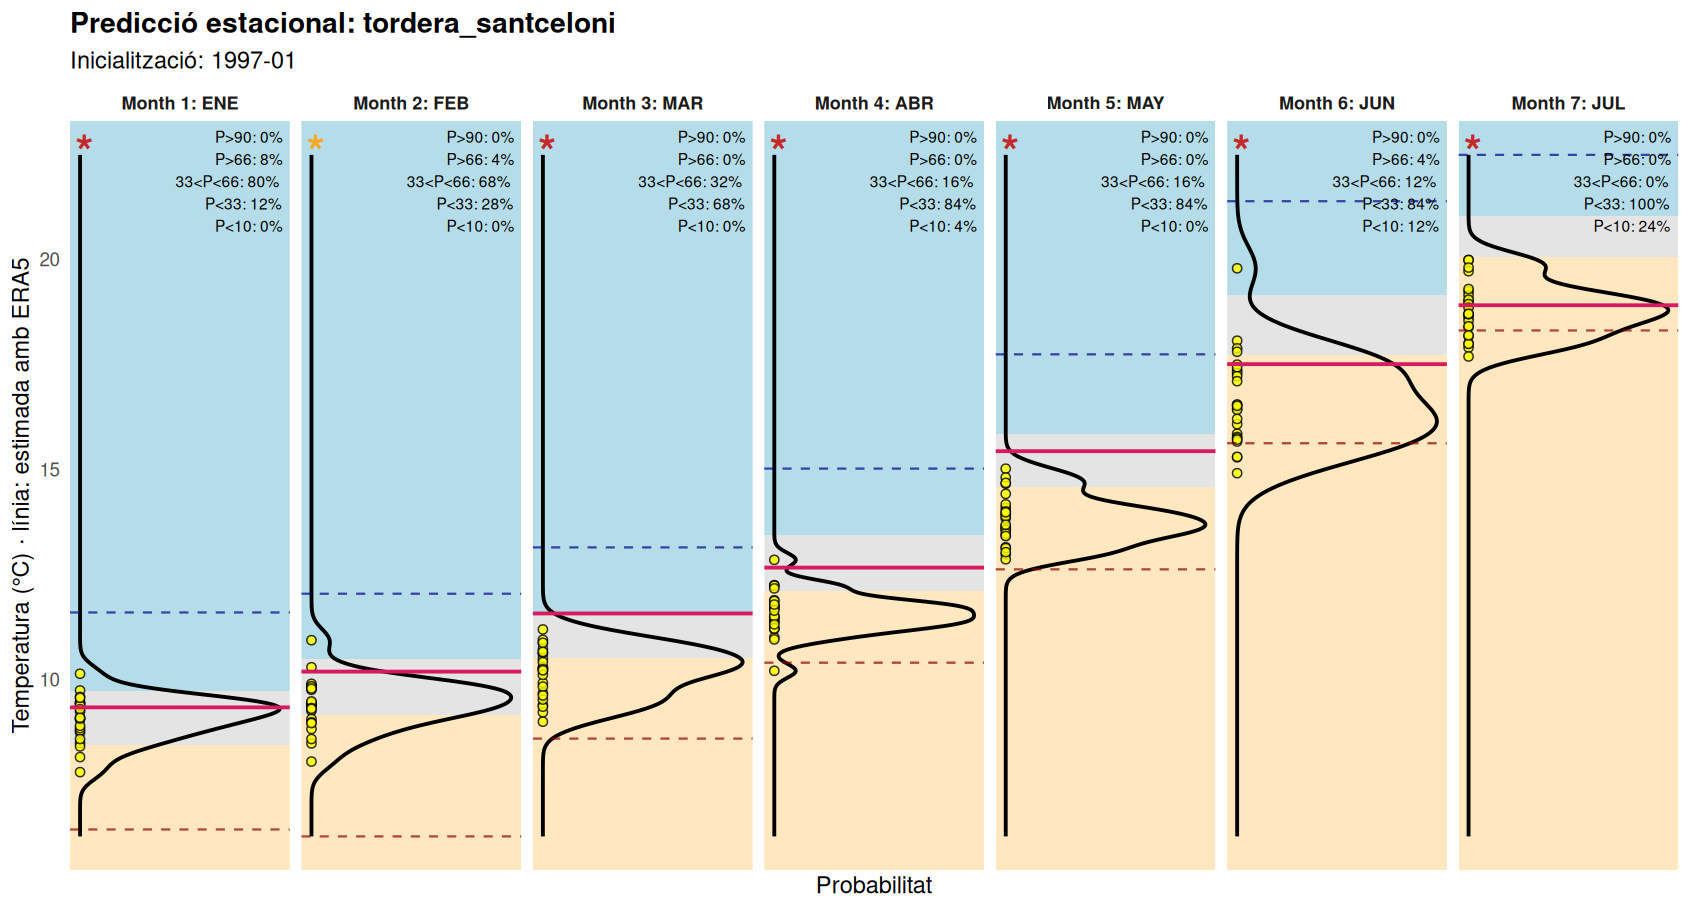 Predicció estacional: tordera_santceloni
Inicialització: 1997-01
Month 1: ENE
Month 2: FEB
Month 3: MAR
Month 4: ABR
Month 5: MAY
Month 6: JUN
Month 7: JUL
*
P>90: 0%
P>66: 8%
33<P<66: 80%
P<33: 12%
P<10: 0%
*
P>90: 0%
P>66: 4%
33<P<66: 68%
P<33: 28%
P<10: 0%
*
P>90: 0%
P>66: 0%
33<P<66: 32%
P<33: 68%
P<10: 0%
*
P>90: 0%
P>66: 0%
33<P<66: 16%
P<33: 84%
P<10: 4%
*
P>90: 0%
P>66: 0%
33<P<66: 16%
P<33: 84%
P<10: 0%
*
P>90: 0%
P>66: 4%
33<P<66: 12%
P<33: 84%
P<10: 12%
*
P>90: 0%
P>66: 0%
33<P<66: 0%
P<33: 100%
P<10: 24%
Temperatura (°C) · línia: estimada amb ERA5
20
15
10
Probabilitat